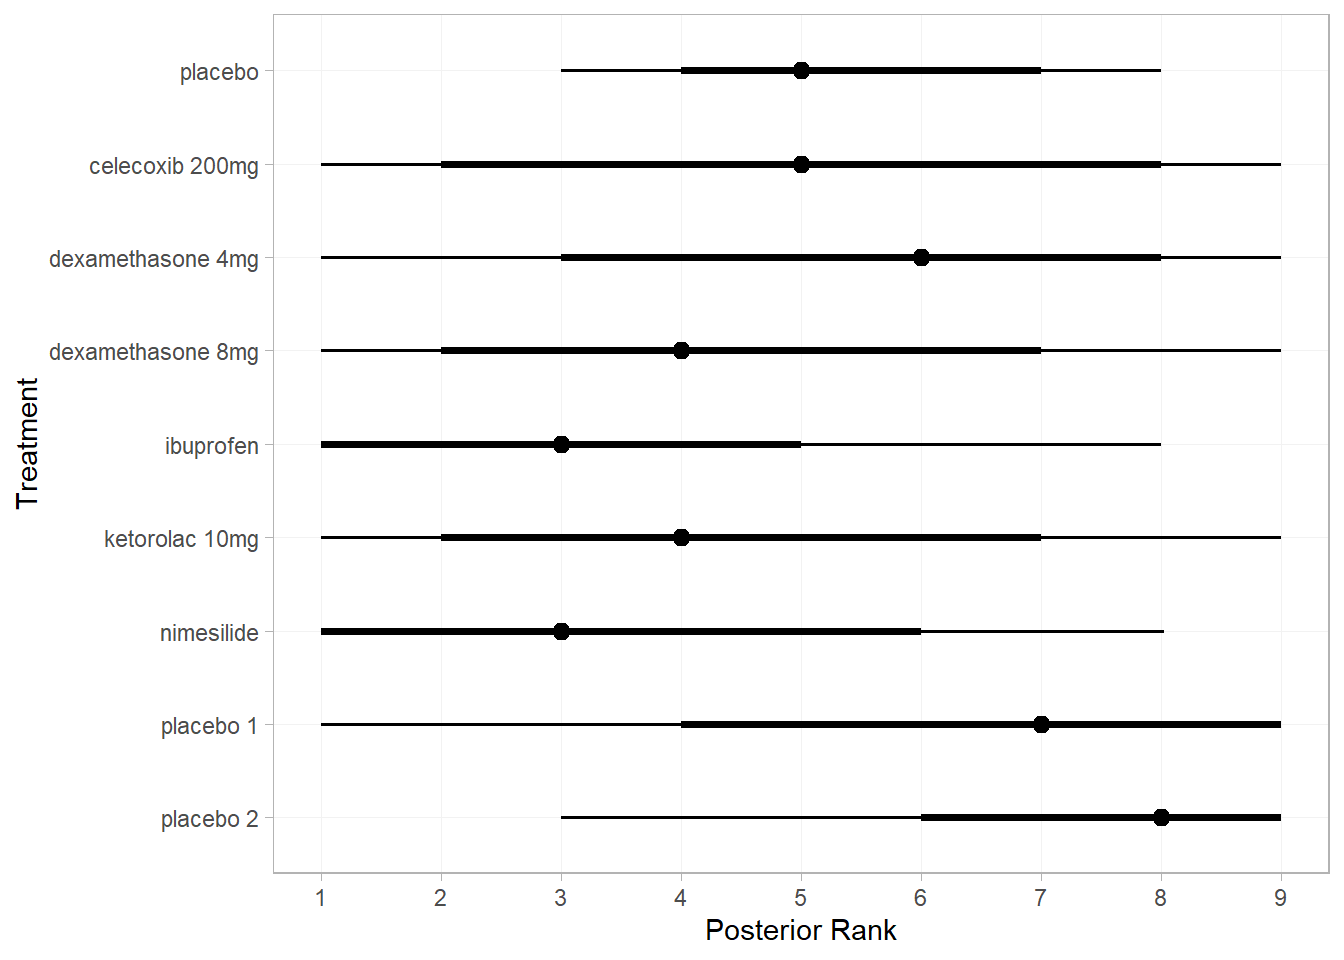 placebo
celecoxib 200mg
dexamethasone 4mg
dexamethasone 8mg
ibuprofen
ketorolac 10mg
nimesilide
placebo 1
placebo 2
Treatment
1 2 3 4 5 6 7 8 9
Posterior Rank